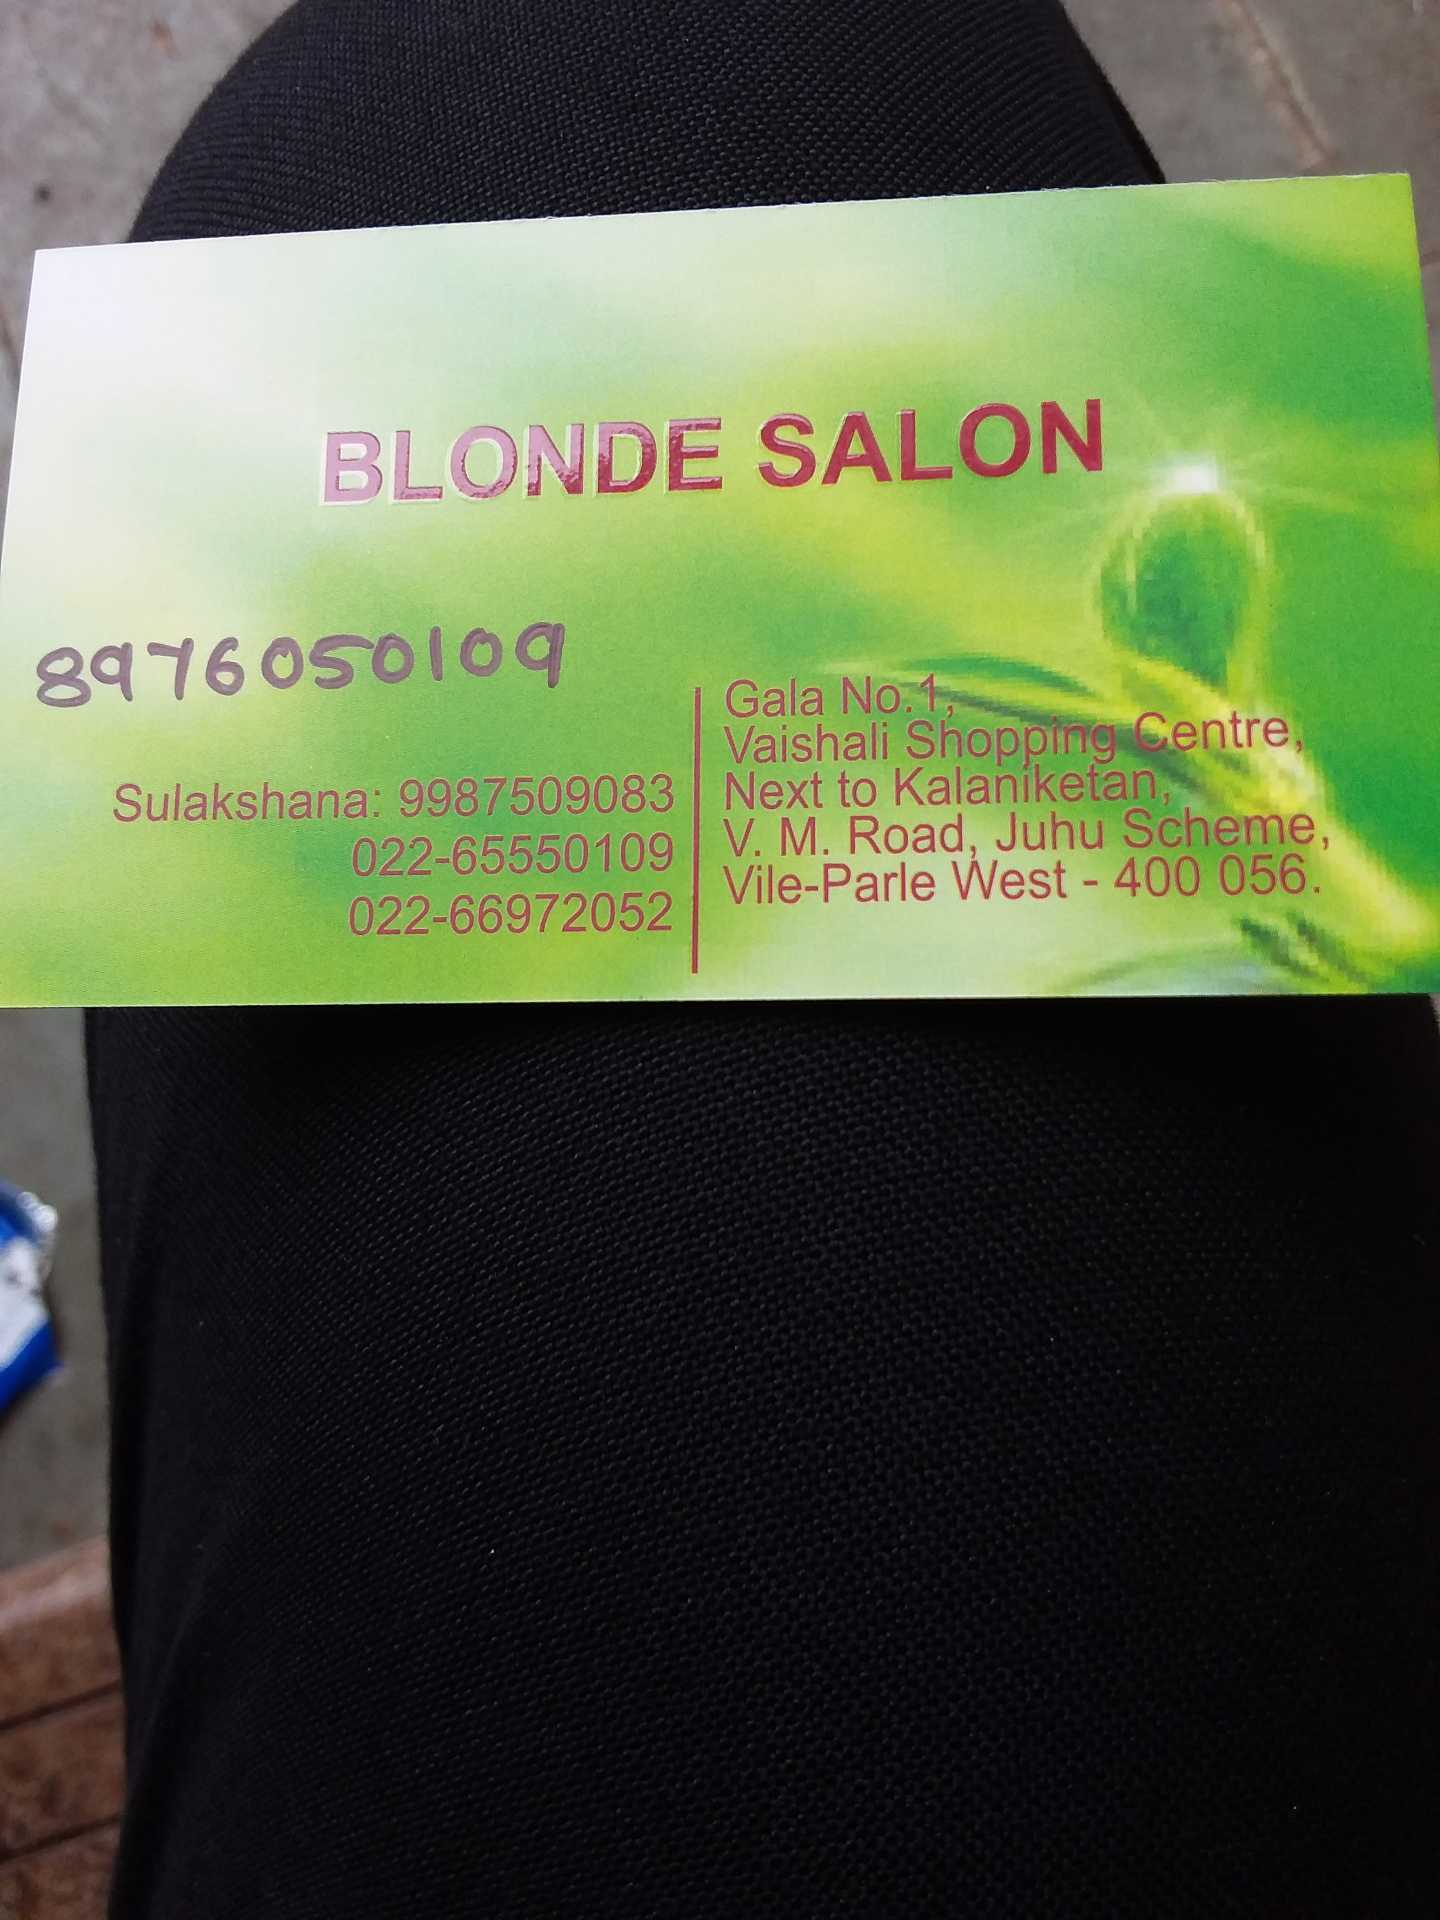 BLONDE SALON
8976050109
Sulakshana: 9987509083
022-65550109
022-66972052
Gala No.1,
Vaishali Shopping Centre,
Next to Kalaniketan,
V. M. Road, Juhu Scheme,
Vile-Parle West - 400 056.